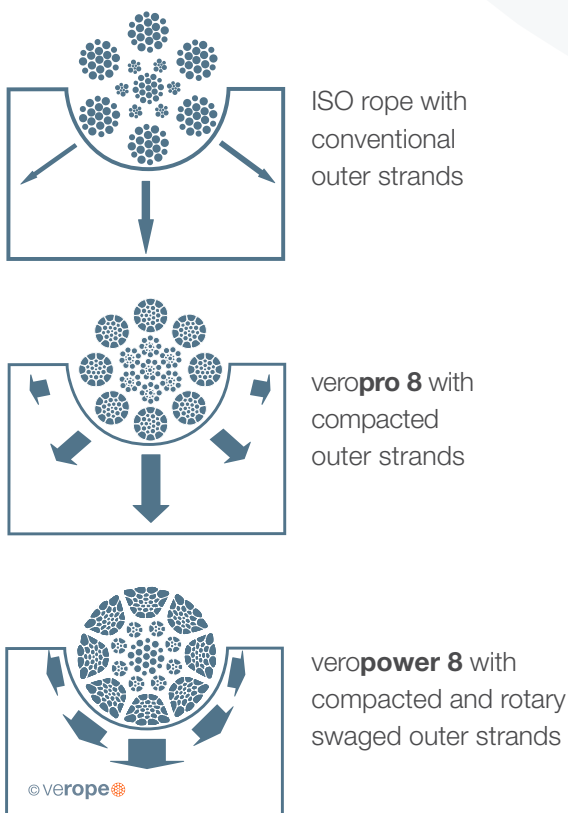 ISO rope with
conventional
outer strands
veropro 8 with
compacted
outer strands
veropower 8 with
compacted and rotary
swaged outer strands
© verope